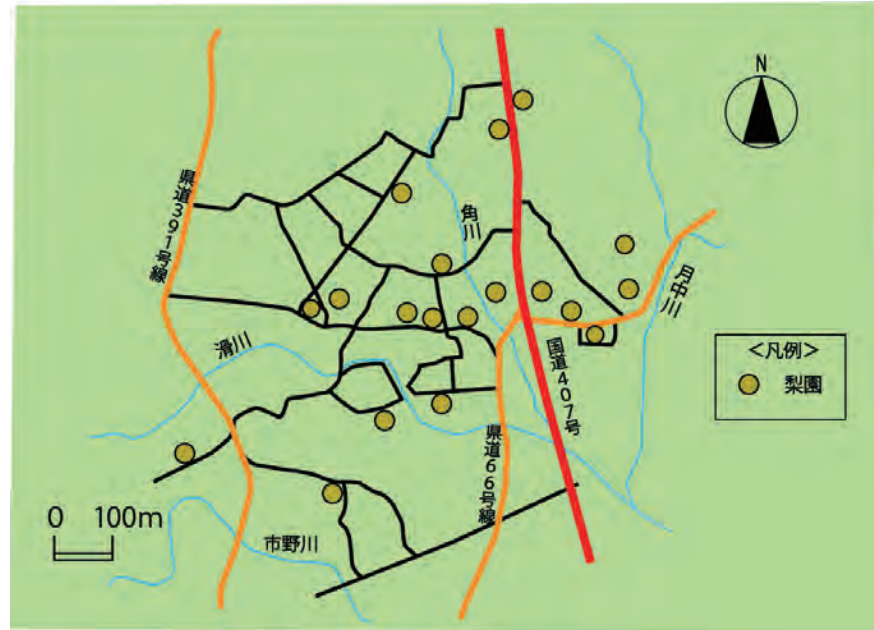 N
県道391号線
角川
月中川
滑川
国道407号
<凡例>
梨園
県道66号線
0 100m
市野川